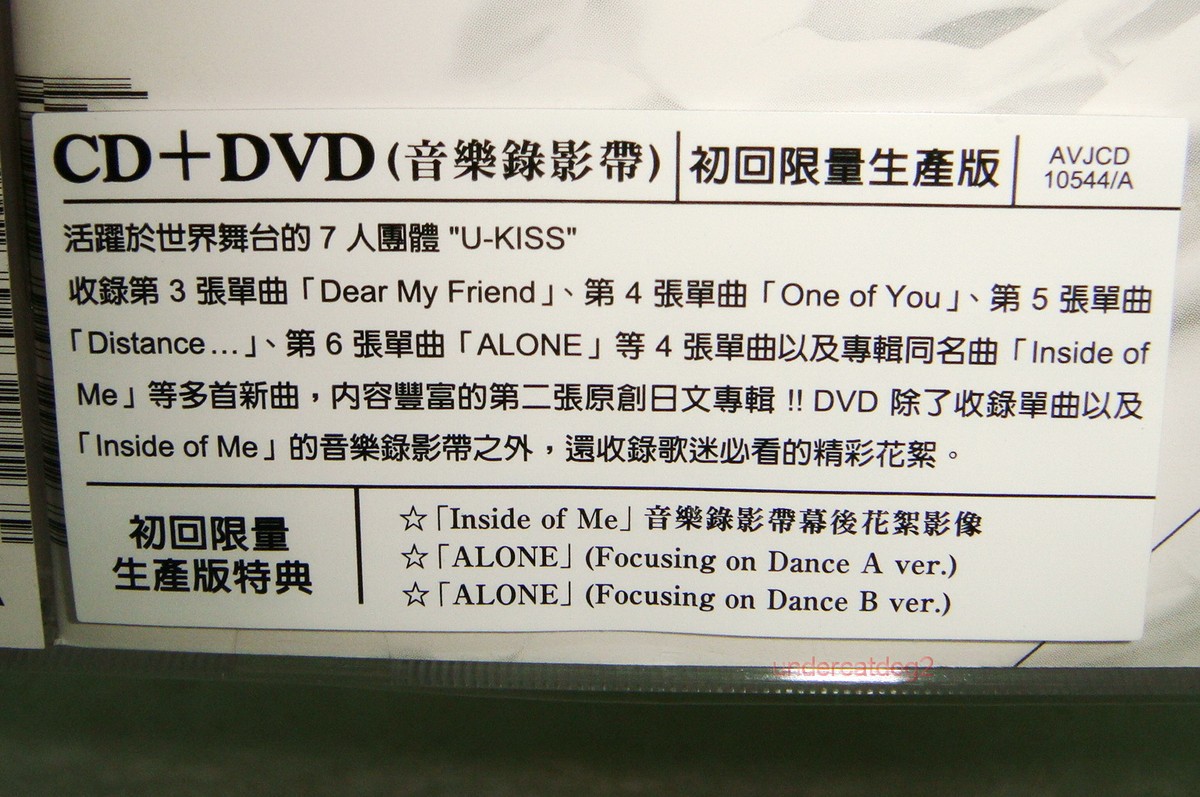 CD＋DVD (音樂錄影帶) 初回限量生產版 AVJCD
10544/A
活躍於世界舞台的 7 人團體 "U-KISS"
收錄第 3 張單曲「Dear My Friend」、第 4 張單曲「One of You」、第 5 張單曲
「Distance…」、第 6 張單曲「ALONE」等 4 張單曲以及專輯同名曲「Inside of
Me」等多首新曲，內容豐富的第二張原創日文專輯 !! DVD 除了收錄單曲以及
「Inside of Me」的音樂錄影帶之外，還收錄歌迷必看的精彩花絮。
初回限量
生產版特典
☆「Inside of Me」音樂錄影帶幕後花絮影像
☆「ALONE」(Focusing on Dance A ver.)
☆「ALONE」(Focusing on Dance B ver.)
undercatdog2